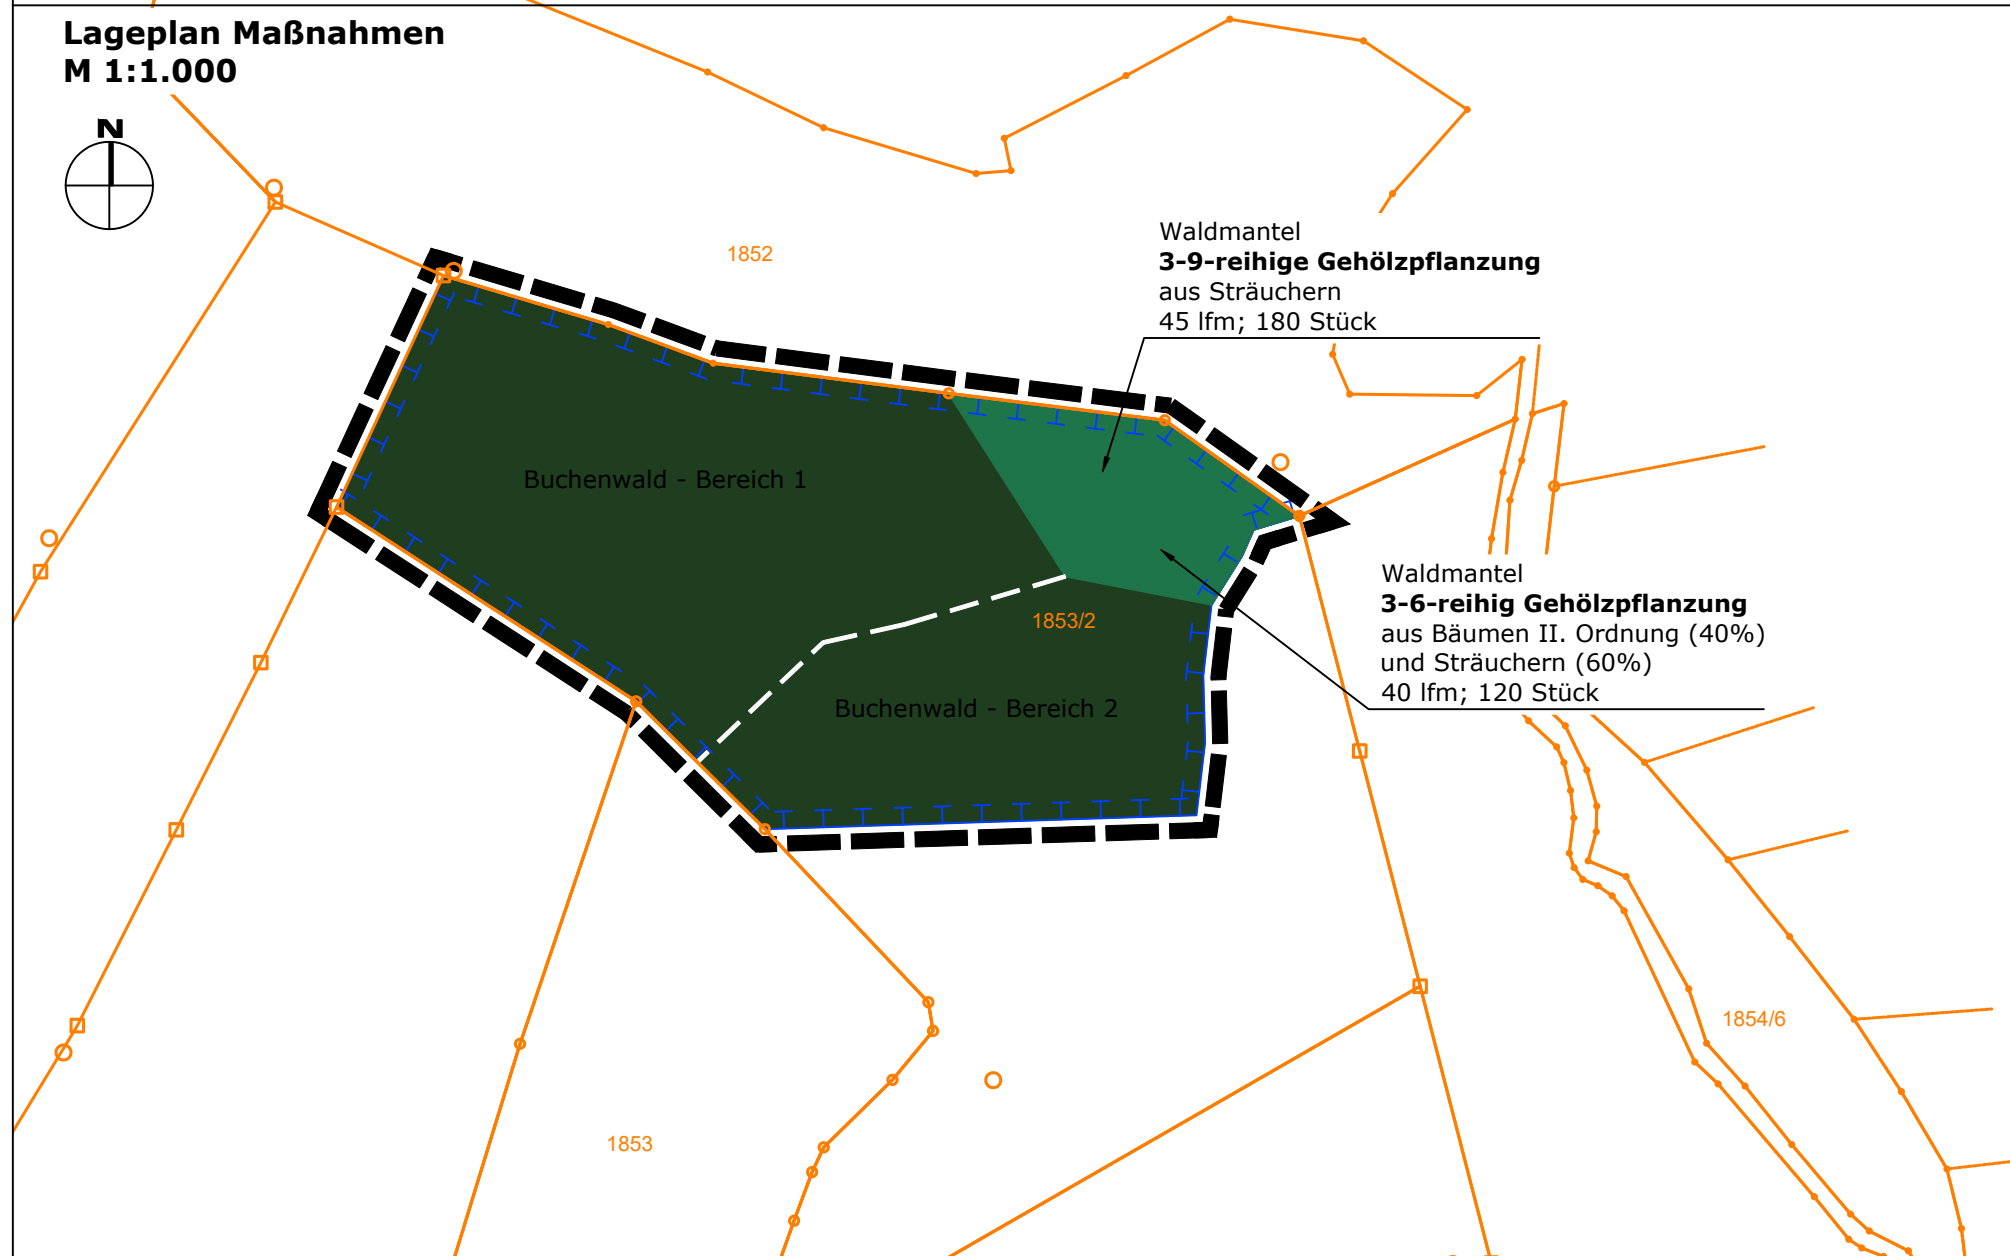 Lageplan Maßnahmen
M 1:1.000
N
1852
Waldmantel
3-9-reihige Gehölzpflanzung
aus Sträuchern
45 lfm; 180 Stück
Buchenwald - Bereich 1
Waldmantel
3-6-reihig Gehölzpflanzung
aus Bäumen II. Ordnung (40%)
und Sträuchern (60%)
40 lfm; 120 Stück
1853/2
Buchenwald - Bereich 2
1854/6
1853